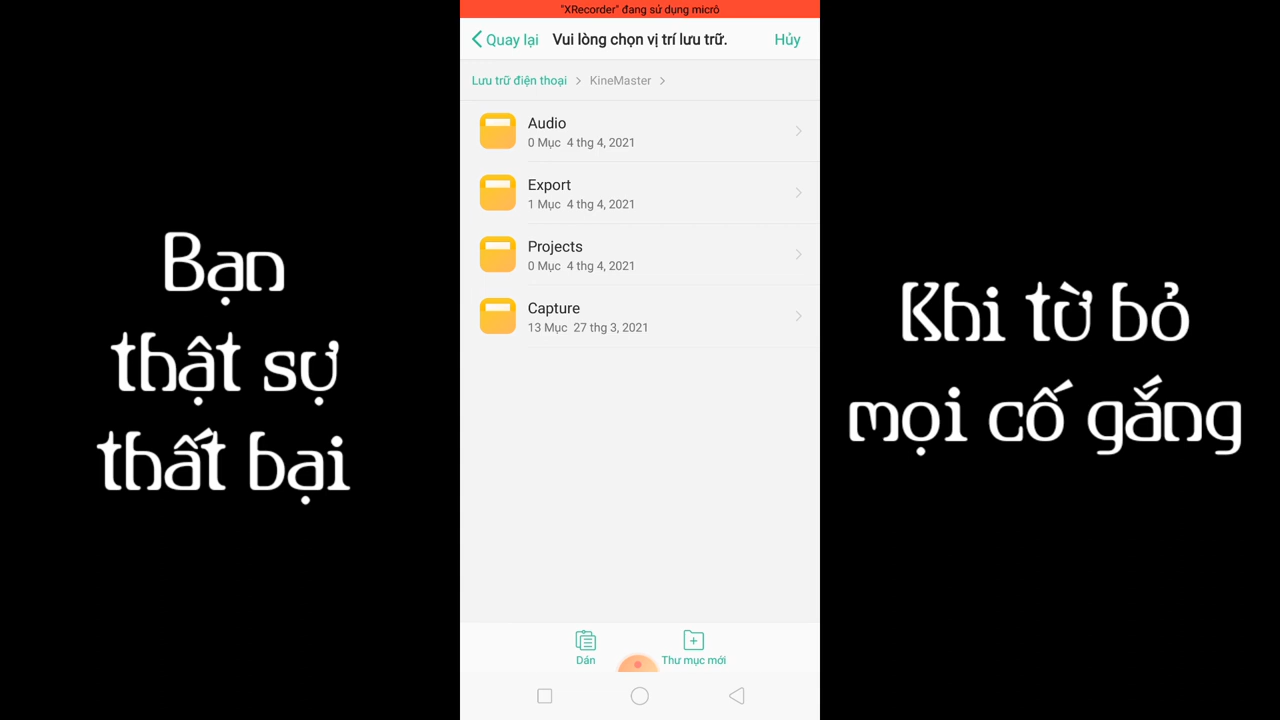 "XRecorder" đang sử dụng micrô
Quay lại Vui lòng chọn vị trí lưu trữ. Hủy
Lưu trữ điện thoại > KineMaster >
Audio
0 Mục 4 thg 4, 2021
Export
1 Mục 4 thg 4, 2021
Projects
0 Mục 4 thg 4, 2021
Capture
13 Mục 27 thg 3, 2021
Dán Thư mục mới
Bạn
thật sự
thất bại
Khi từ bỏ
mọi cố gắng